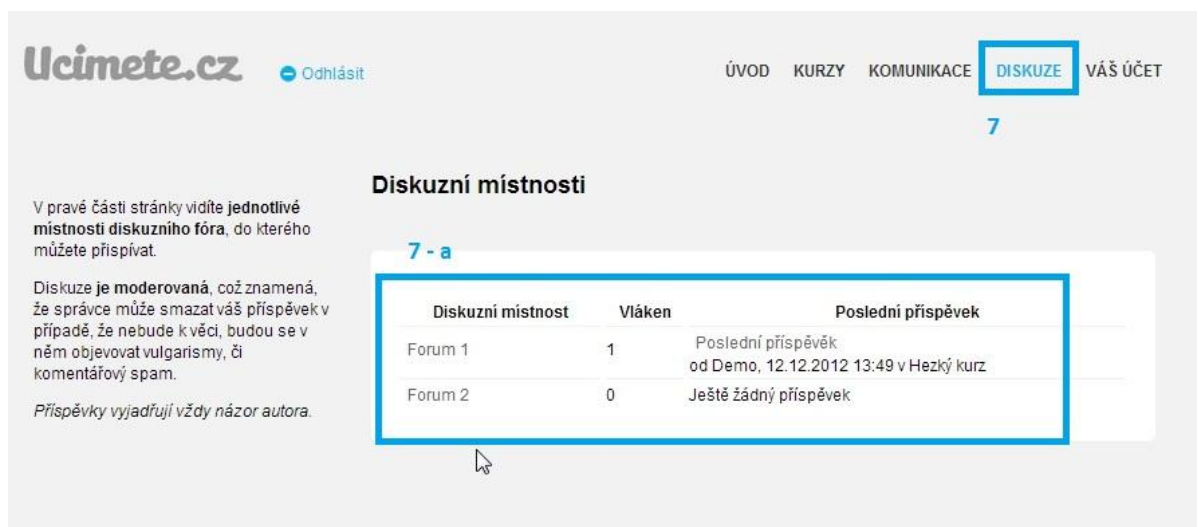 Ucimete.cz
Odhlásit
ÚVOD KURZY KOMUNIKACE DISKUZE VÁŠ ÚČET
7
V pravé části stránky vidíte jednotlivé
místnosti diskuzního fóra, do kterého
můžete přispívat.
Diskuze je moderovaná, což znamená,
že správce může smazat váš příspěvek v
případě, že nebude k věci, budou se v
něm objevovat vulgarismy, či
komentářový spam.
Příspěvky vyjadřují vždy názor autora.
Diskuzní místnosti
7 - a
Diskuzní místnost Vláken Poslední příspěvek
Forum 1 1 Poslední příspěvěk
od Demo, 12.12.2012 13:49 v Hezký kurz
Forum 2 0 Ještě žádný příspěvek